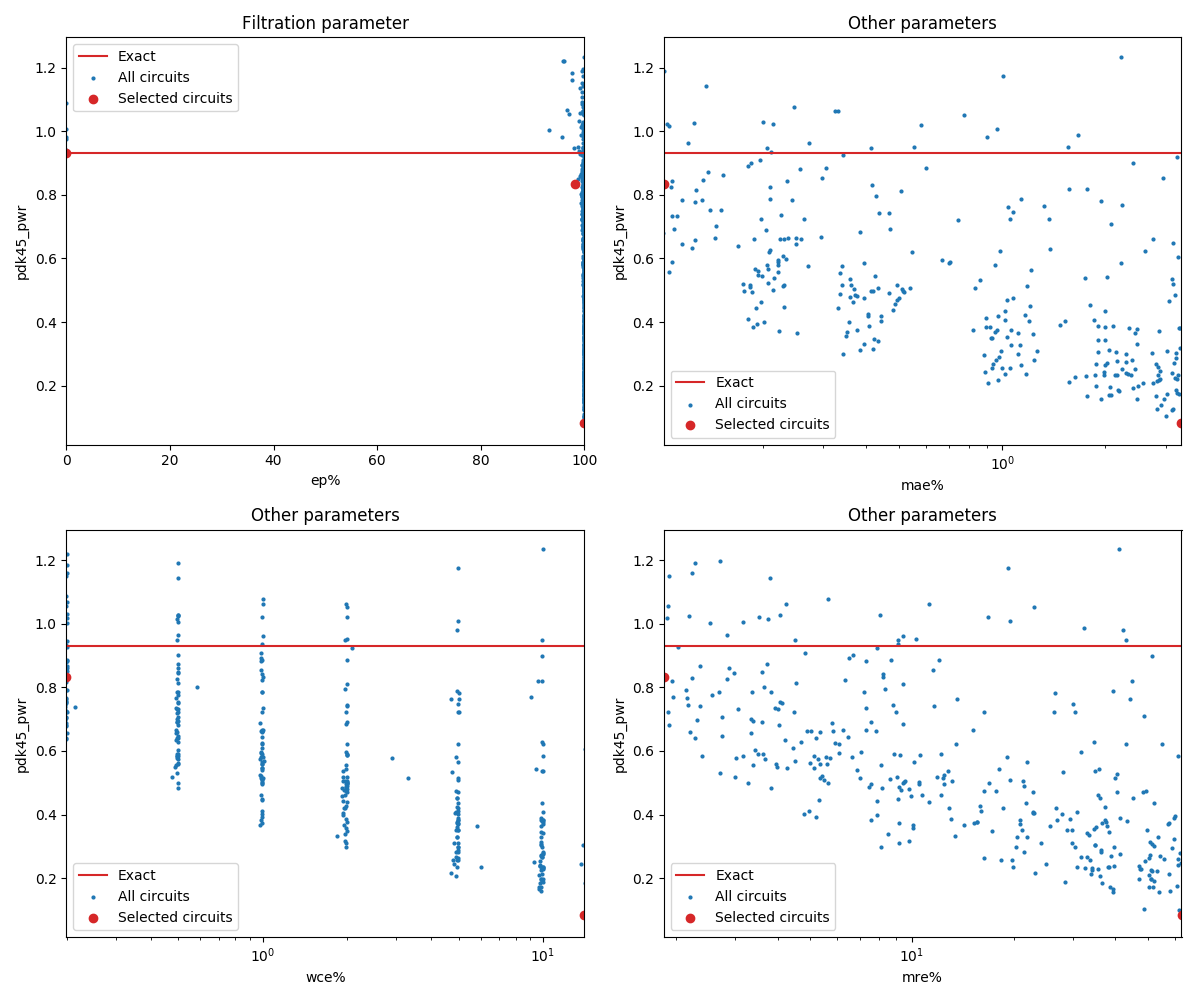 Filtration parameter
pdk45_pwr
1.2
1.0
0.8
0.6
0.4
0.2
Exact
All circuits
Selected circuits
0 20 40 60 80 100
ep%
Other parameters
pdk45_pwr
1.2
1.0
0.8
0.6
0.4
0.2
Exact
All circuits
Selected circuits
10⁰
mae%
Other parameters
pdk45_pwr
1.2
1.0
0.8
0.6
0.4
0.2
Exact
All circuits
Selected circuits
10⁰ 10¹
wce%
Other parameters
pdk45_pwr
1.2
1.0
0.8
0.6
0.4
0.2
Exact
All circuits
Selected circuits
10¹
mre%